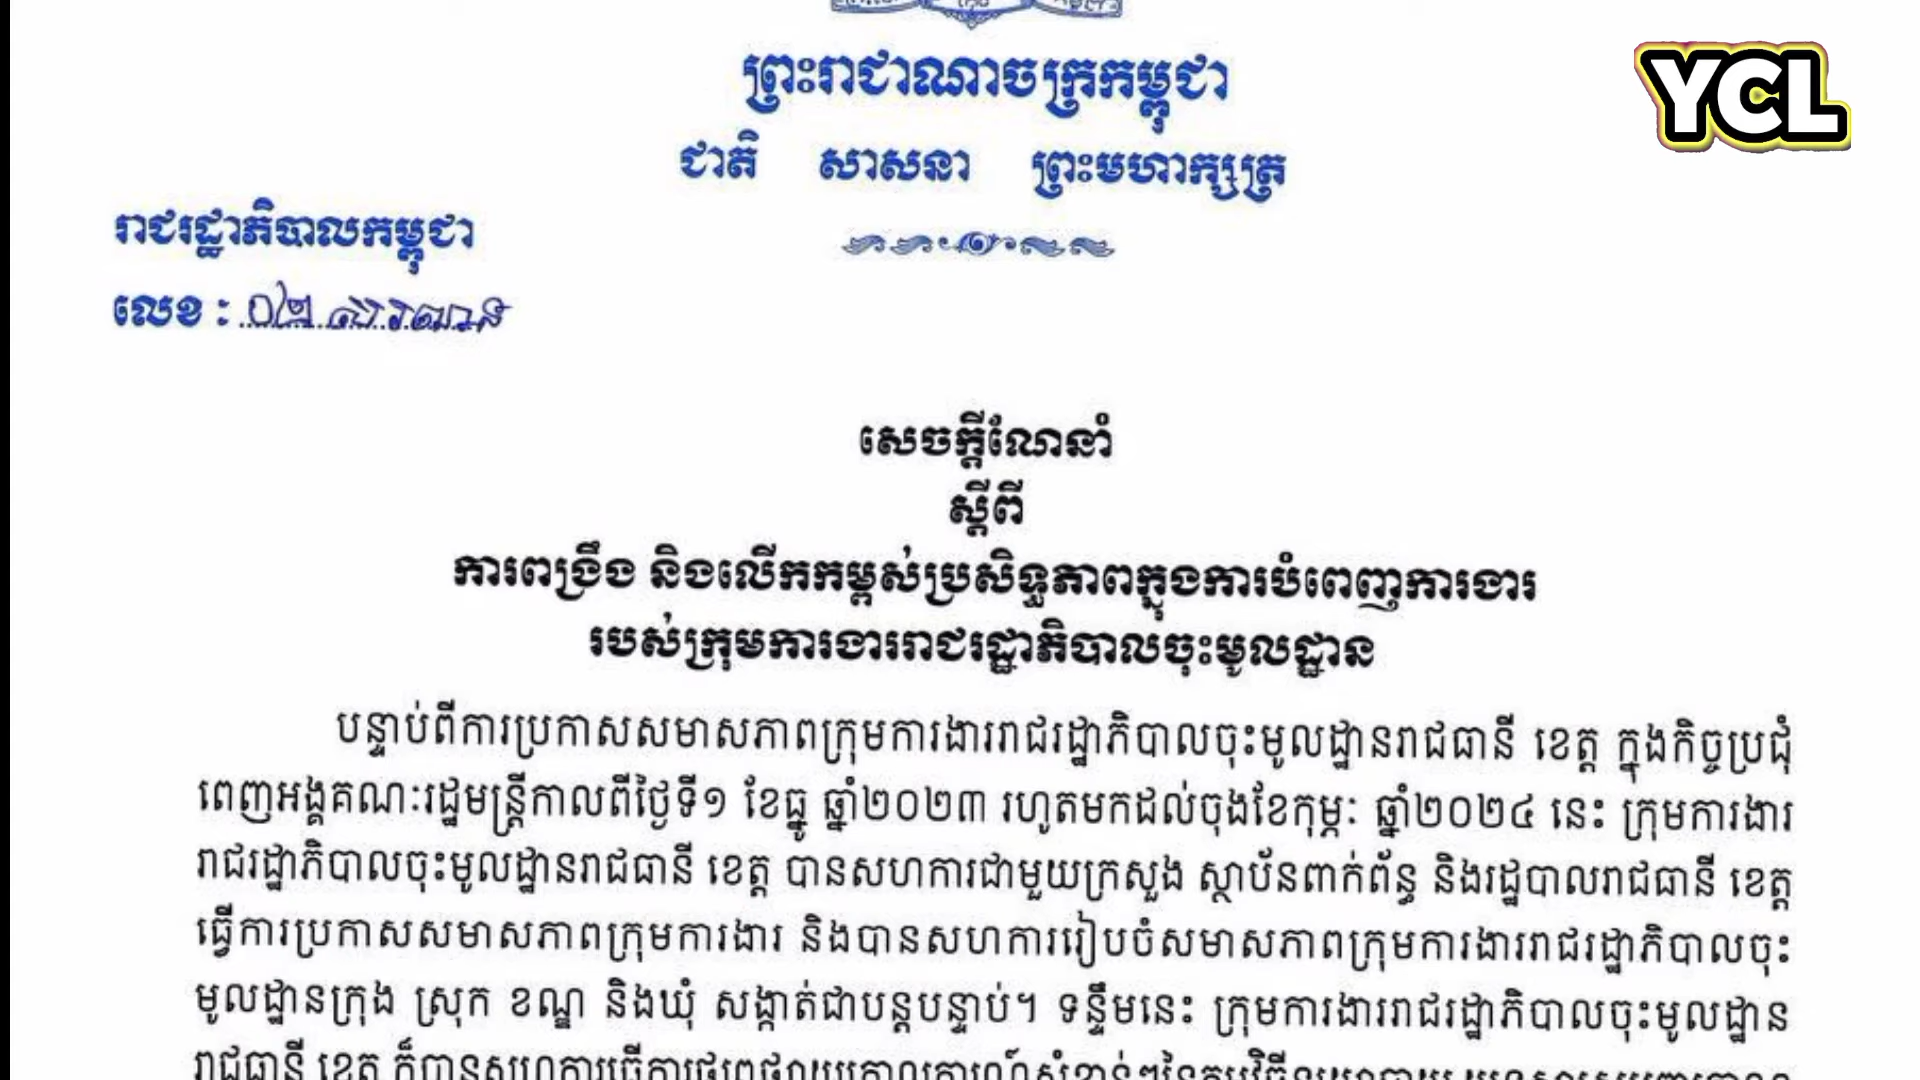 ព្រះរាជាណាចក្រកម្ពុជា
YCL
ជាតិ សាសនា ព្រះមហាក្សត្រ
រាជរដ្ឋាភិបាលកម្ពុជា
លេខ : ០២
សេចក្តីណែនាំ
ស្តីពី
ការពង្រឹង និងលើកកម្ពស់ប្រសិទ្ធភាពក្នុងការបំពេញការងារ
របស់ក្រុមការងាររាជរដ្ឋាភិបាលចុះមូលដ្ឋាន
បន្ទាប់ពីការប្រកាសសមាសភាពក្រុមការងាររាជរដ្ឋាភិបាលចុះមូលដ្ឋានរាជធានី ខេត្ត ក្នុងកិច្ចប្រជុំ
ពេញអង្គគណៈរដ្ឋមន្ត្រីកាលពីថ្ងៃទី១ ខែធ្នូ ឆ្នាំ២០២៣ រហូតមកដល់ចុងខែកុម្ភៈ ឆ្នាំ២០២៤ នេះ ក្រុមការងារ
រាជរដ្ឋាភិបាលចុះមូលដ្ឋានរាជធានី ខេត្ត បានសហការជាមួយក្រសួង ស្ថាប័នពាក់ព័ន្ធ និងរដ្ឋបាលរាជធានី ខេត្ត
ធ្វើការប្រកាសសមាសភាពក្រុមការងារ និងបានសហការរៀបចំសមាសភាពក្រុមការងាររាជរដ្ឋាភិបាលចុះ
មូលដ្ឋានក្រុង ស្រុក ខណ្ឌ និងឃុំ សង្កាត់ជាបន្តបន្ទាប់។ ទន្ទឹមនេះ ក្រុមការងាររាជរដ្ឋាភិបាលចុះមូលដ្ឋាន
រាជធានី ខេត្ត